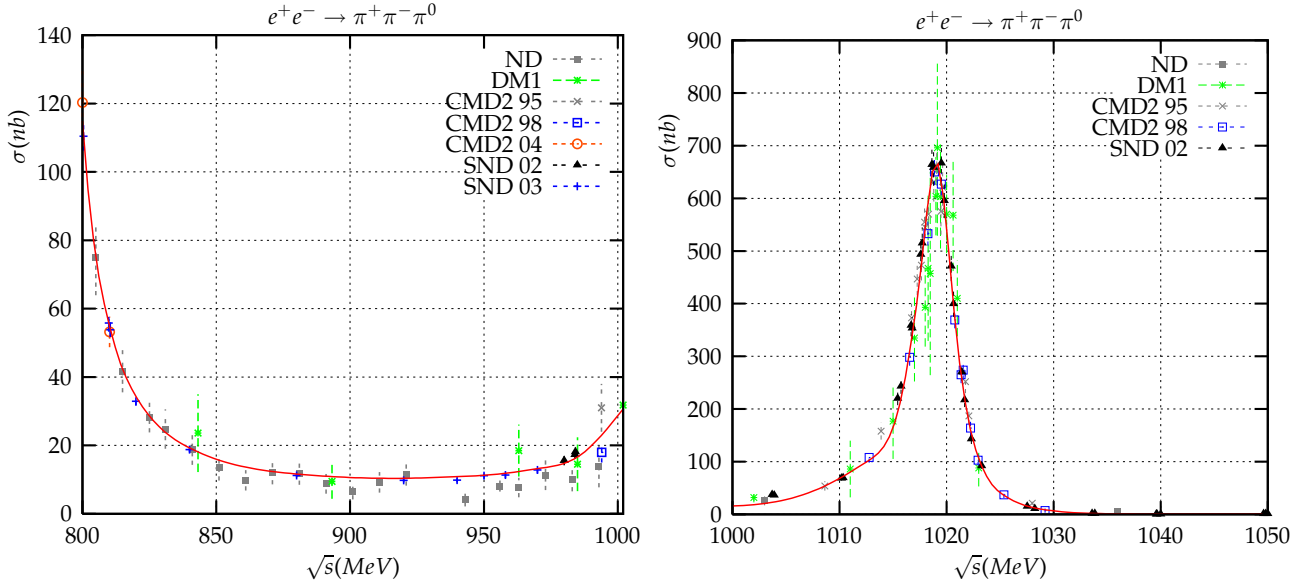 e⁺e⁻ → π⁺π⁻π⁰
140
120
100
80
60
40
20
0
σ(nb)
ND
DM1
CMD2 95
CMD2 98
CMD2 04
SND 02
SND 03
800 850 900 950 1000
√s(MeV)
e⁺e⁻ → π⁺π⁻π⁰
900
800
700
600
500
400
300
200
100
0
σ(nb)
ND
DM1
CMD2 95
CMD2 98
SND 02
1000 1010 1020 1030 1040 1050
√s(MeV)